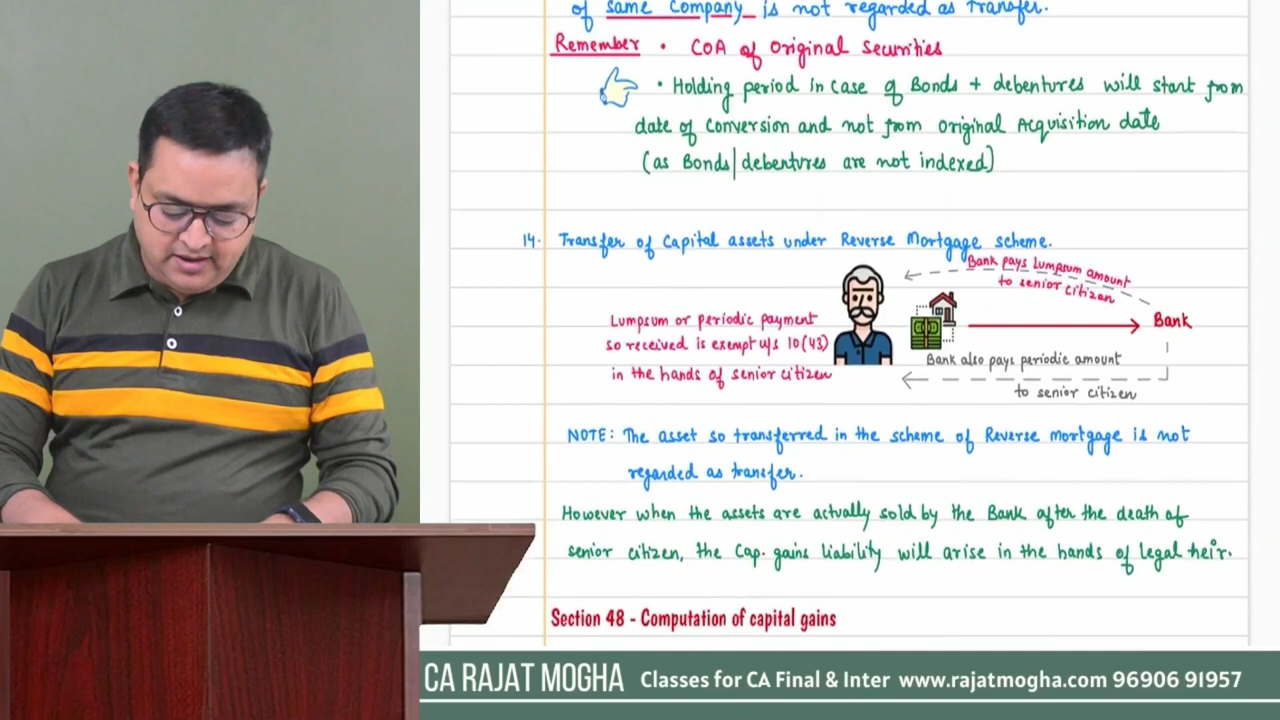 of same Company is not regarded as Transfer.
Remember • COA of Original Securities
• Holding period in case of Bonds + debentures will start from
date of Conversion and not from Original Acquisition date
(as Bonds/debentures are not indexed)
14. Transfer of Capital assets under Reverse Mortgage scheme.
Bank pays lumpsum amount
to senior citizen
Lumpsum or periodic payment
so received is exempt u/s 10(43)
in the hands of senior citizen
Bank
Bank also pays periodic amount
to senior citizen
NOTE: The asset so transferred in the scheme of Reverse mortgage is not
regarded as transfer.
However when the assets are actually sold by the Bank after the death of
senior citizen, the Cap. gains liability will arise in the hands of legal heir.
Section 48 - Computation of capital gains
CA RAJAT MOGHA Classes for CA Final & Inter www.rajatmogha.com 96906 91957